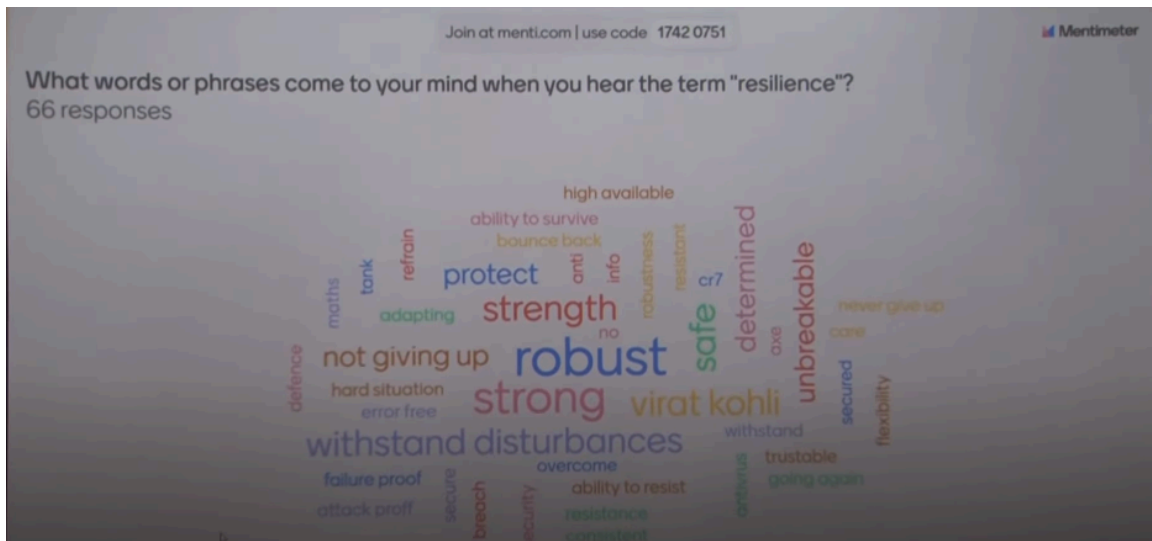 Join at menti.com | use code 1742 0751
Mentimeter
What words or phrases come to your mind when you hear the term "resilience"?
66 responses
high available
ability to survive
bounce back
refrain
tank
maths
protect
anti
info
robustness
resistant
cr7
determined
unbreakable
adapting
strength
safe
never give up
no
axe
care
defence
not giving up
robust
hard situation
strong
virat kohli
secured
flexibility
error free
withstand disturbances
withstand
overcome
trustable
failure proof
secure
breach
ability to resist
antivirus
going again
attack proff
resistance
consistent